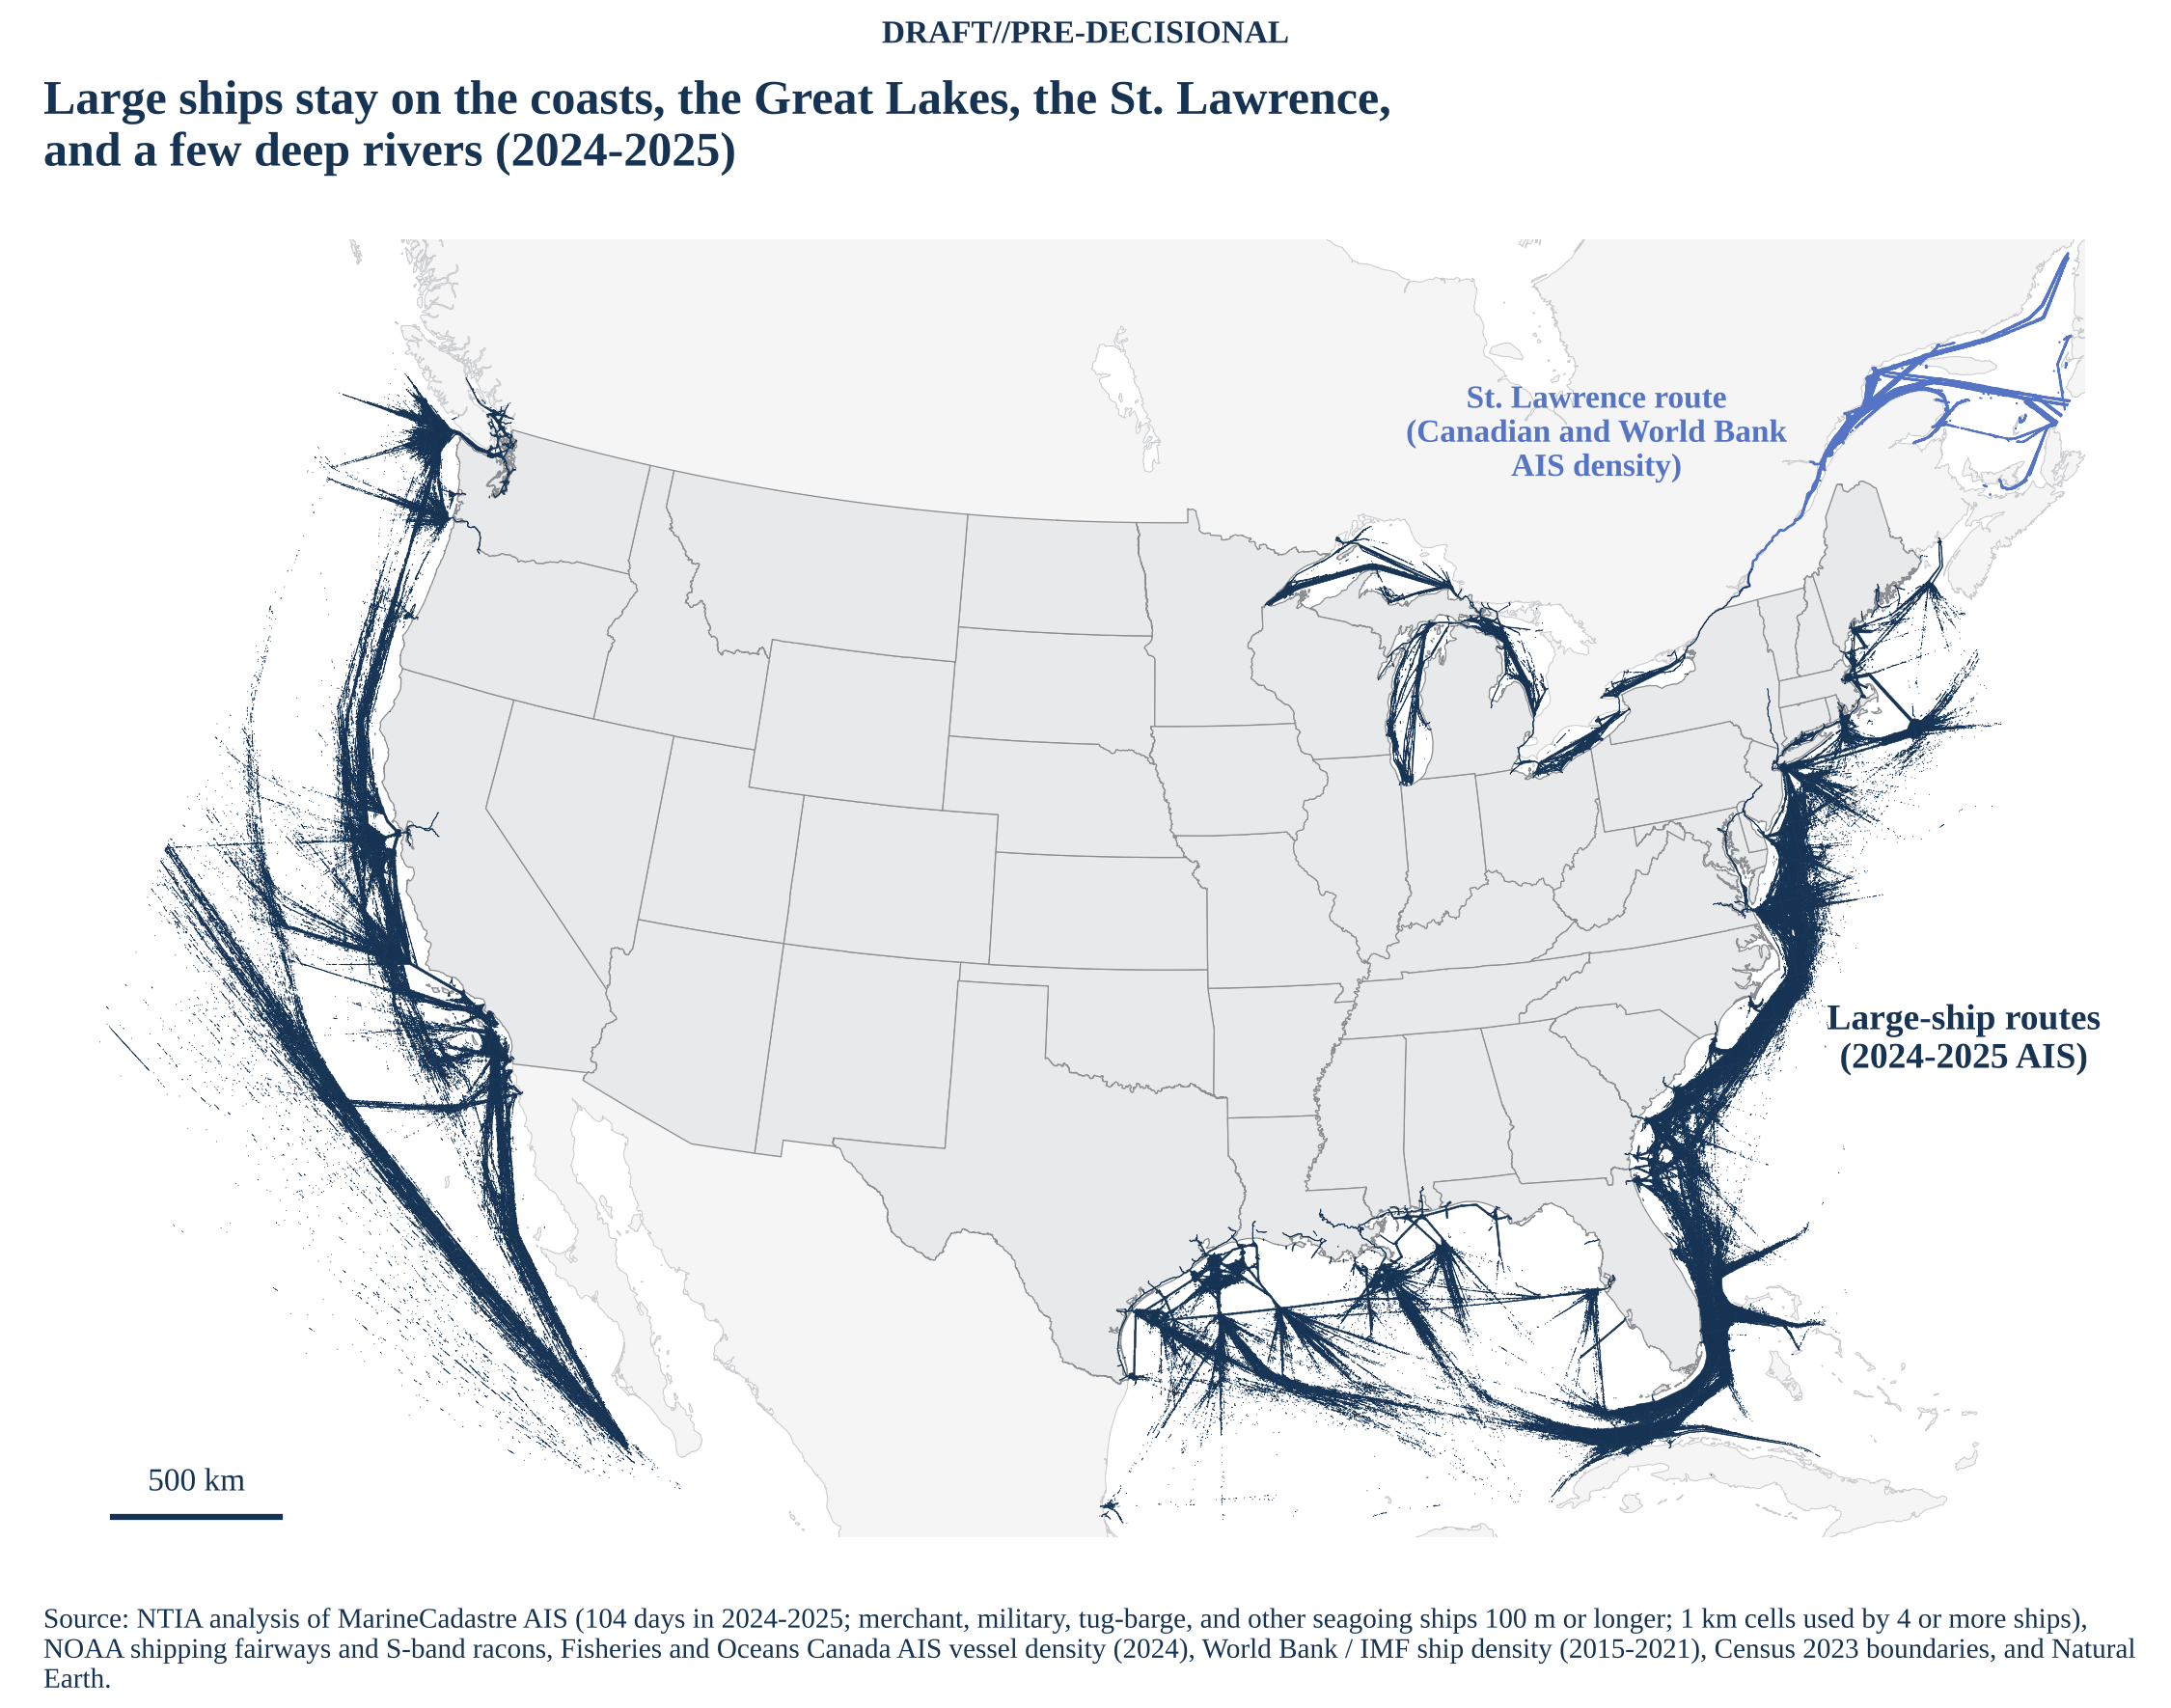 DRAFT//PRE-DECISIONAL
Large ships stay on the coasts, the Great Lakes, the St. Lawrence,
and a few deep rivers (2024-2025)
St. Lawrence route
(Canadian and World Bank
AIS density)
Large-ship routes
(2024-2025 AIS)
500 km
Source: NTIA analysis of MarineCadastre AIS (104 days in 2024-2025; merchant, military, tug-barge, and other seagoing ships 100 m or longer; 1 km cells used by 4 or more ships),
NOAA shipping fairways and S-band racons, Fisheries and Oceans Canada AIS vessel density (2024), World Bank / IMF ship density (2015-2021), Census 2023 boundaries, and Natural
Earth.